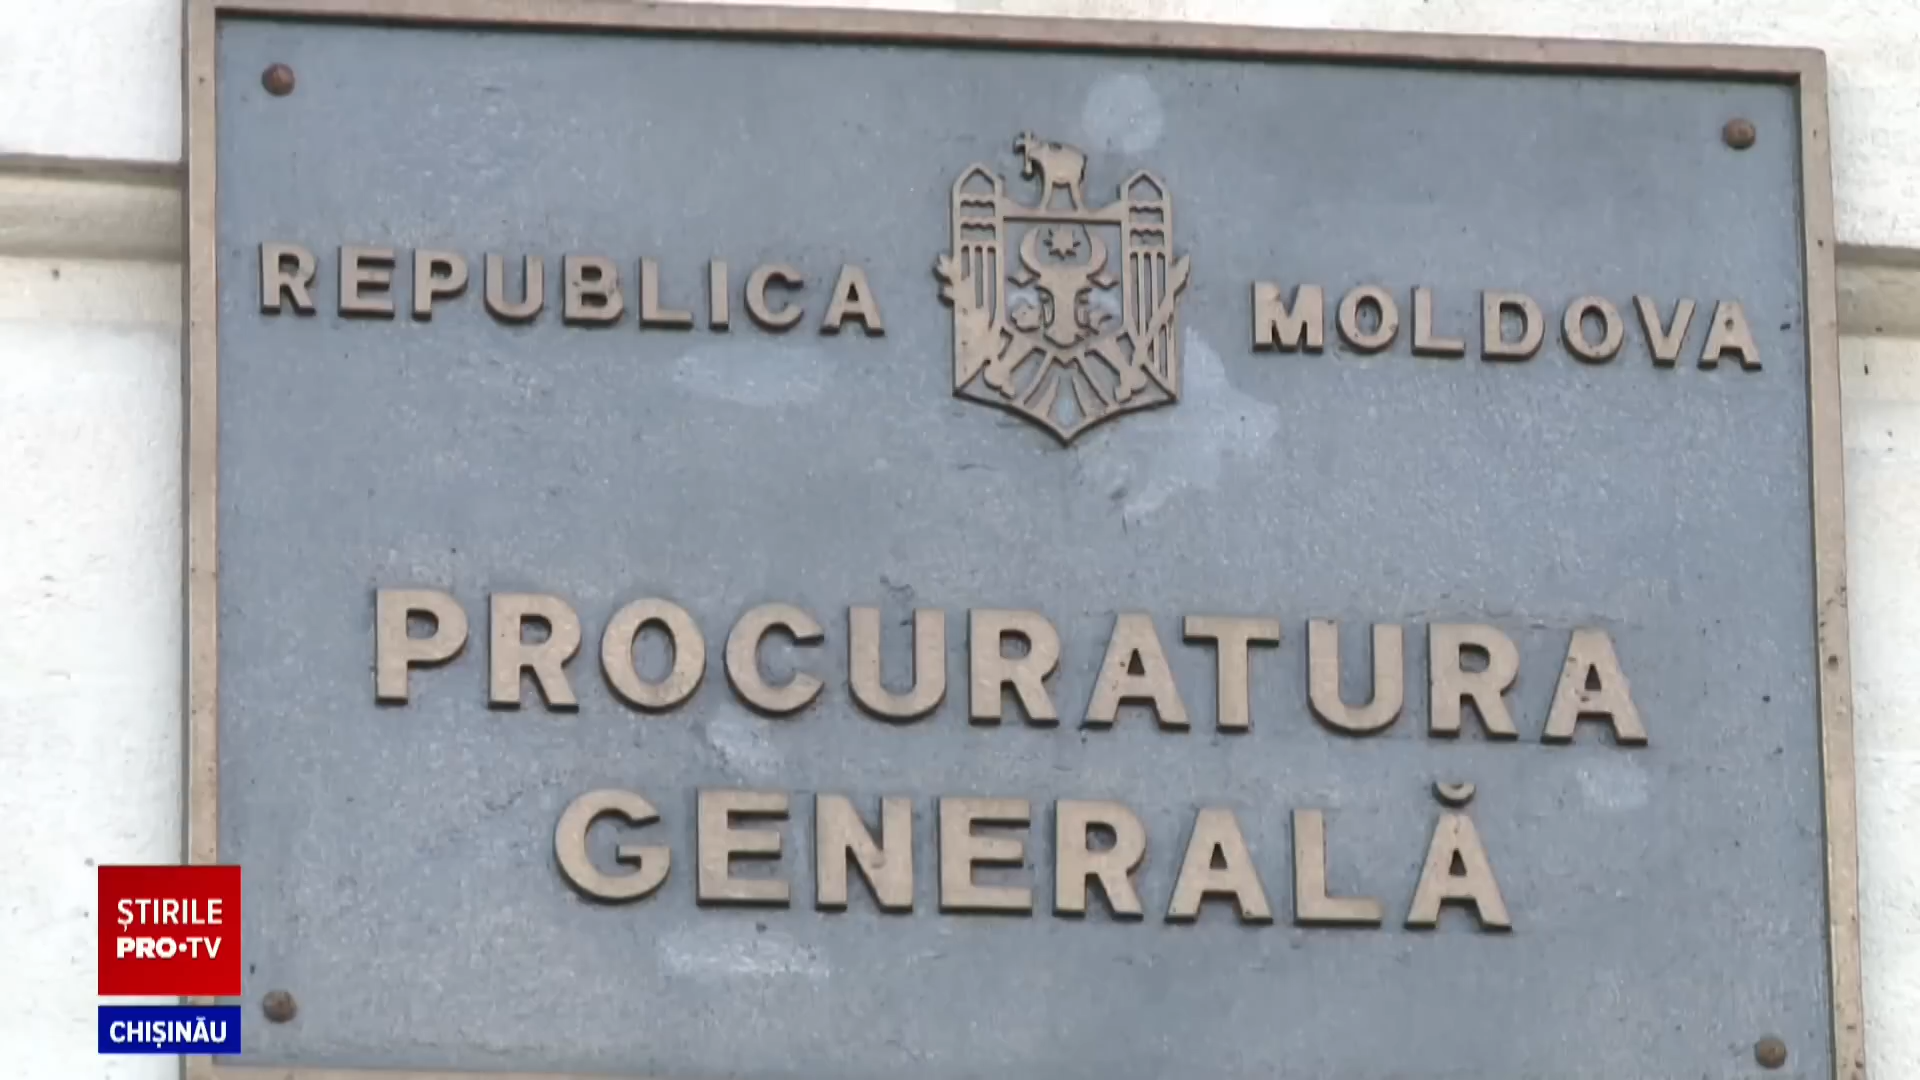 REPUBLICA MOLDOVA
PROCURATURA
GENERALĂ
ȘTIRILE
PRO•TV
CHIȘINĂU